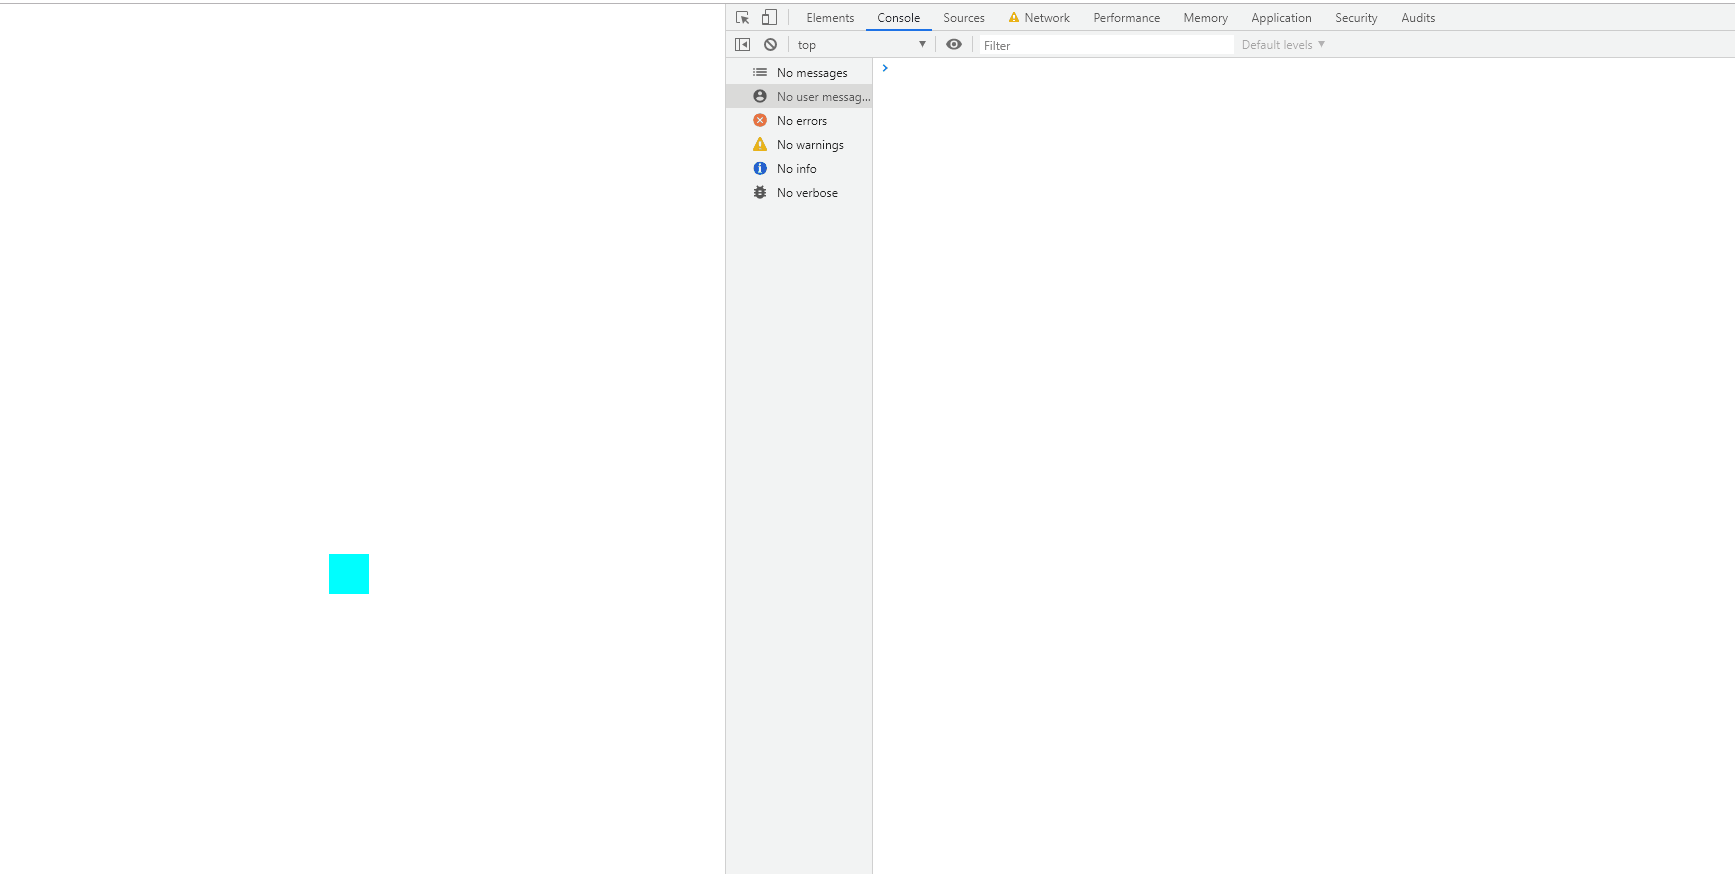 Elements Console Sources Network Performance Memory Application Security Audits
top Filter Default levels
No messages
No user messag...
No errors
No warnings
No info
No verbose